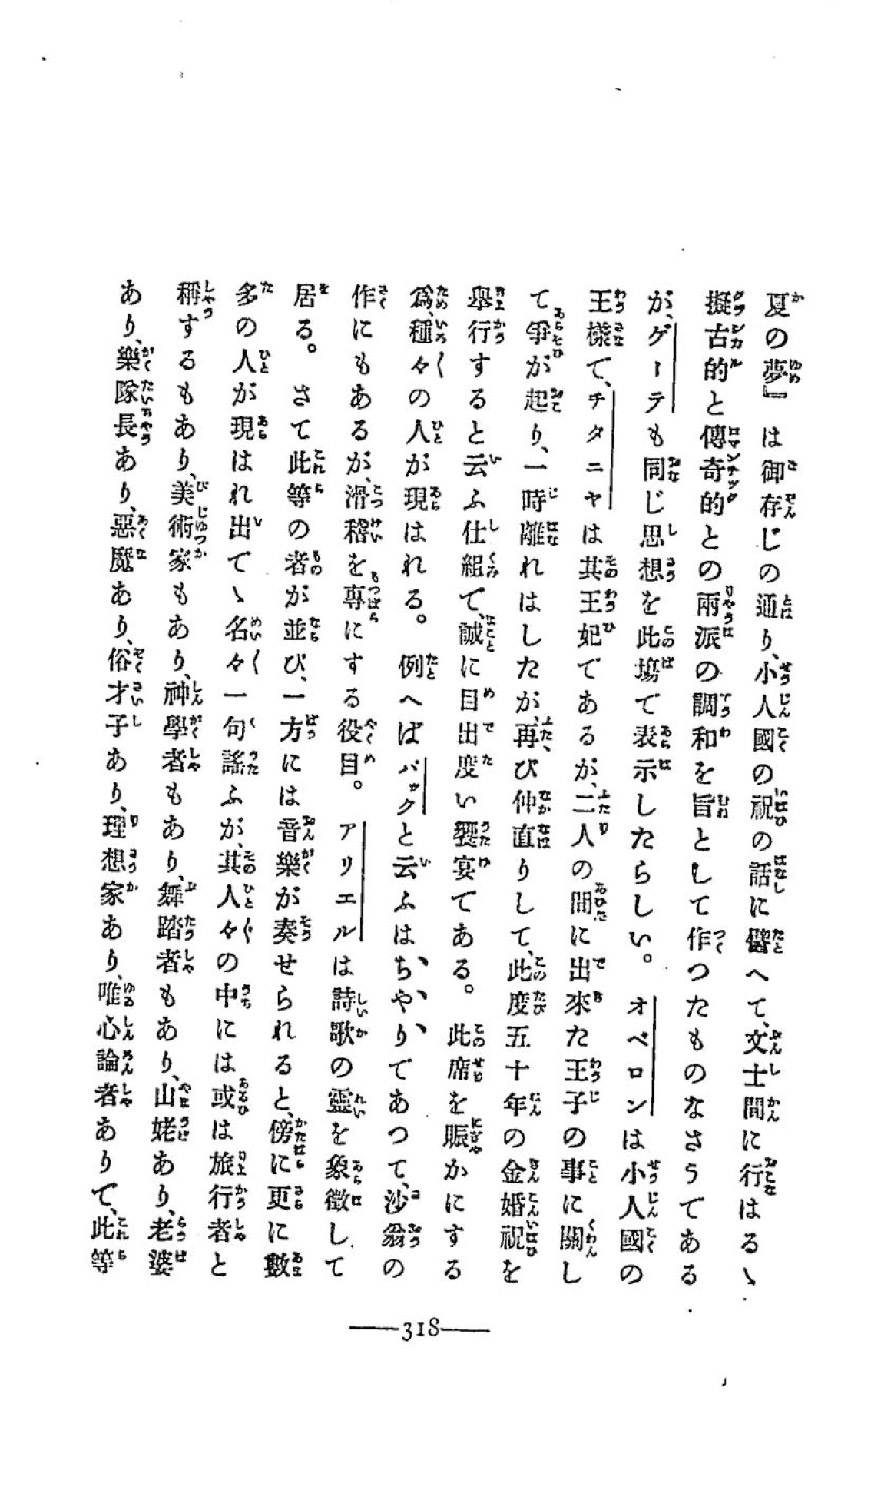 夏の夢』は御存じの通り、小人國の祝の話に譬へて、文士間に行はるゝ
擬古的と傳奇的との兩派の調和を旨として作つたものなさうである
が、ゲーテも同じ思想を此場で表示したらしい。オベロンは小人國の
王樣で、チタニヤは其王妃であるが、二人の間に出來た王子の事に關し
て爭が起り、一時離れはしたが、再び仲直りして、此度五十年の金婚祝を
擧行すると云ふ仕組で、誠に目出度い饗宴である。此席を賑かにする
爲、種々の人が現はれる。例へばパックと云ふはちやりであつて、沙翁の
作にもあるが、滑稽を專にする役目。アリエルは詩歌の靈を象徴して
居る。さて此等の者が並び、一方には音樂が奏せられると、傍に更に數
多の人が現はれ出でゝ名々一句謠ふが、其人々の中には或は旅行者と
稱するもあり、美術家もあり、神學者もあり、舞踏者もあり、山姥あり、老婆
あり、樂隊長あり、惡魔あり、俗才子あり、理想家あり、唯心論者ありて、此等
318